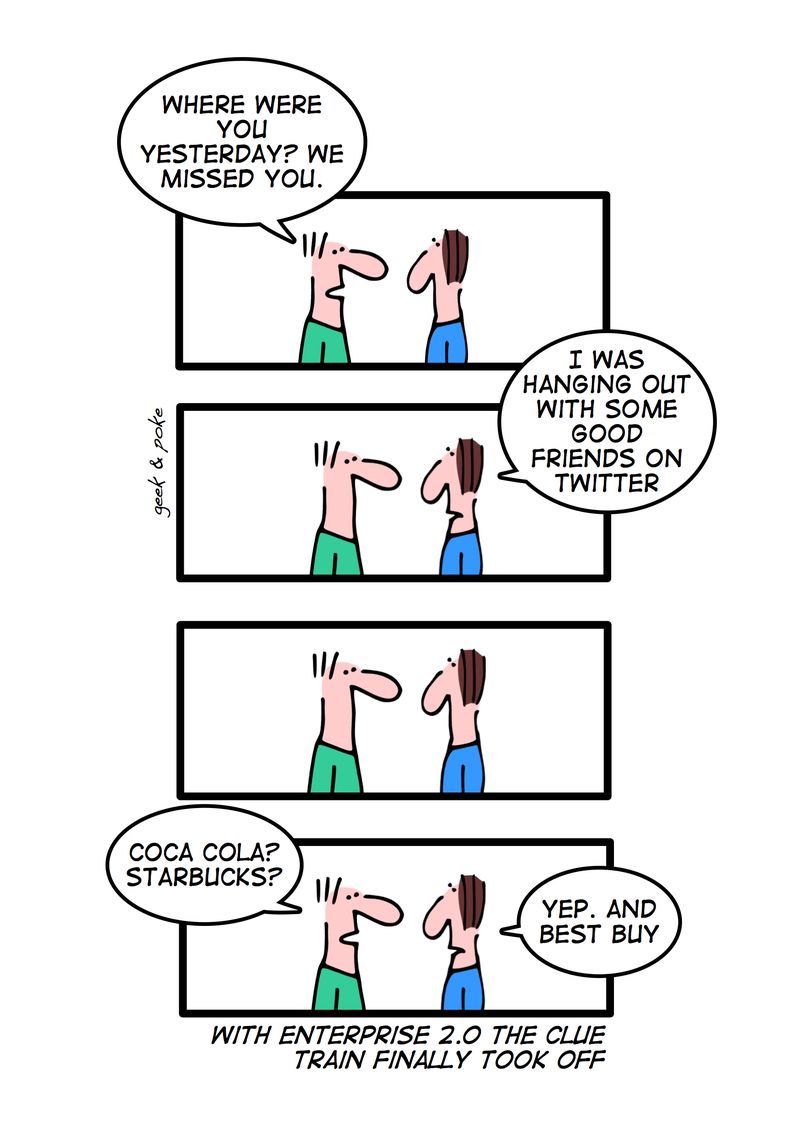 WHERE WERE
YOU
YESTERDAY? WE
MISSED YOU.
I WAS
HANGING OUT
WITH SOME
GOOD
FRIENDS ON
TWITTER
geek & poke
COCA COLA?
STARBUCKS?
YEP. AND
BEST BUY
WITH ENTERPRISE 2.0 THE CLUE
TRAIN FINALLY TOOK OFF